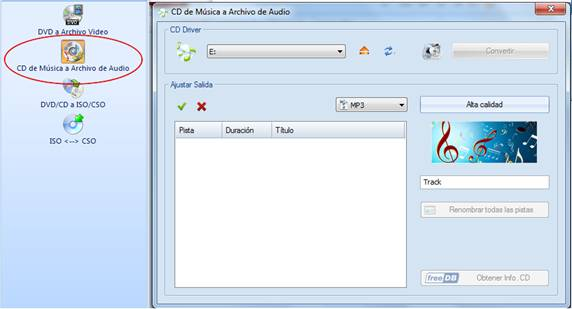 DVD
DVD a Archivo Video
CD de Música a Archivo de Audio
DVD/CD a ISO/CSO
ISO <--> CSO
CD de Música a Archivo de Audio
CD Driver
E:
Convertir
Ajustar Salida
MP3
Alta calidad
Pista Duración Título
Track
Renombrar todas las pistas
freeDB Obtener Info. CD